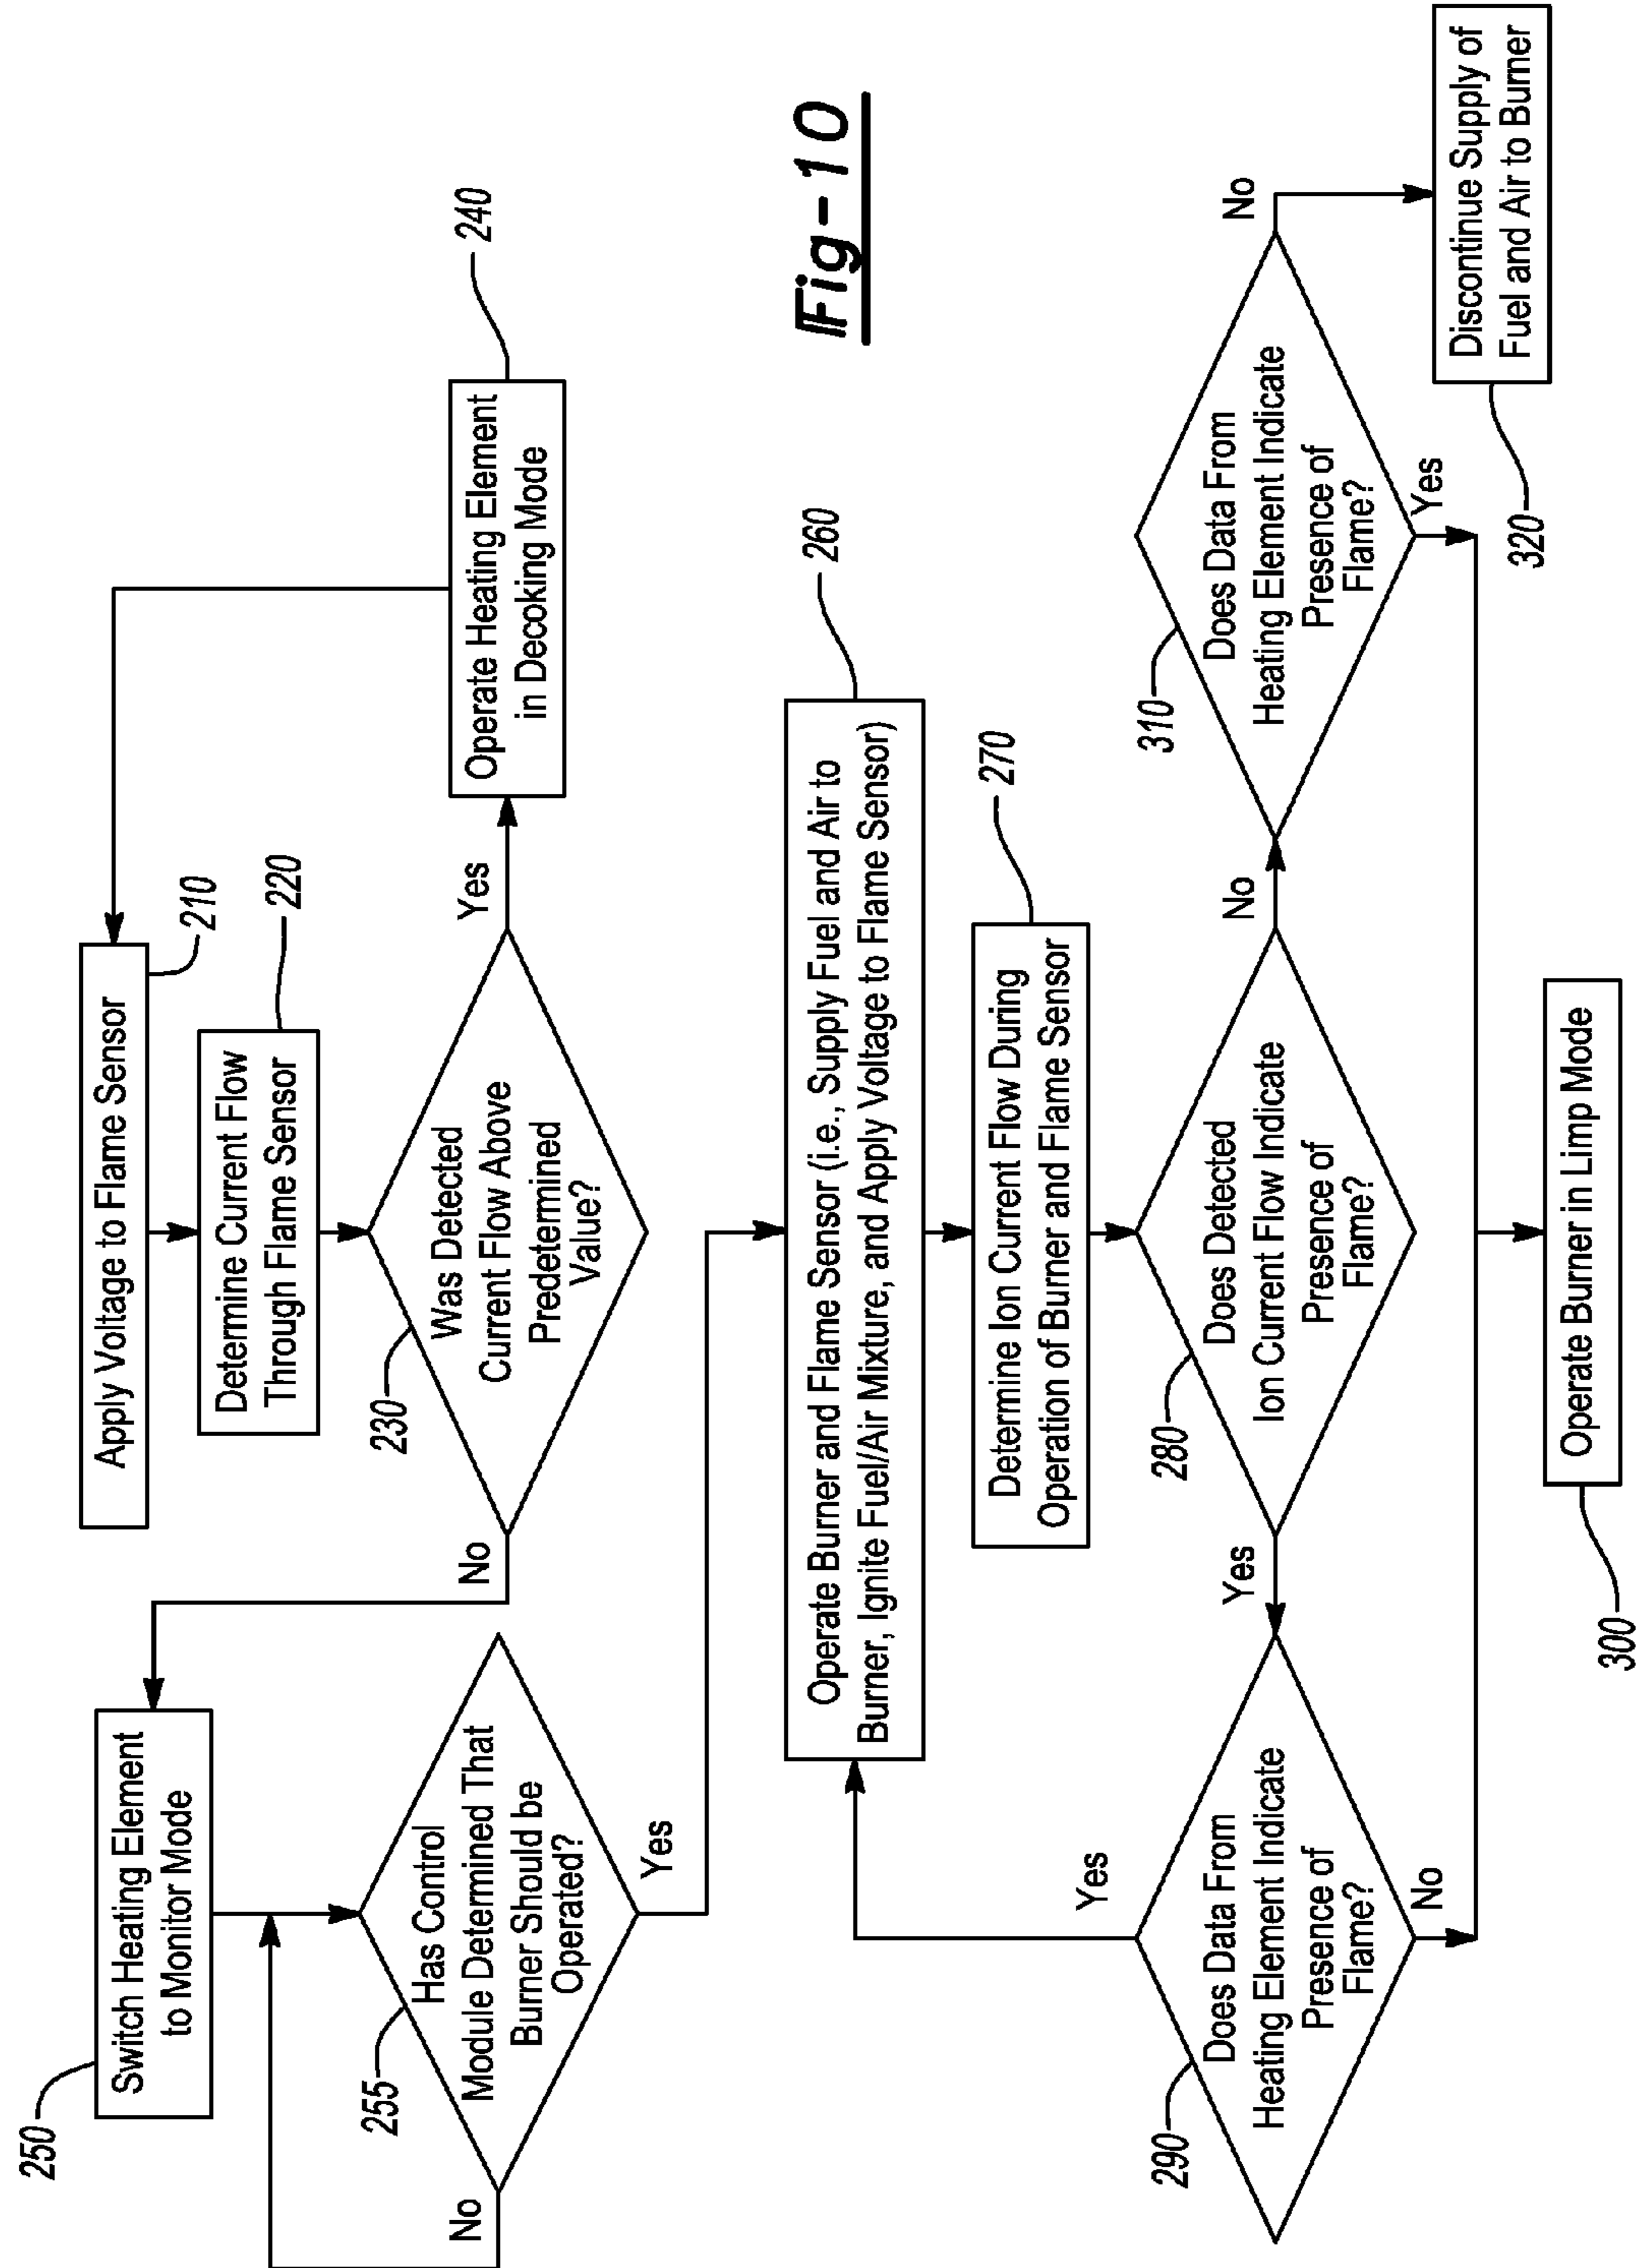 Apply Voltage to Flame Sensor
210
Determine Current Flow
Through Flame Sensor
220
230
Was Detected
Current Flow Above
Predetermined
Value?
Yes
No
Operate Heating Element
in Decoking Mode
240
250
Switch Heating Element
to Monitor Mode
255
Has Control
Module Determined That
Burner Should be
Operated?
No
Yes
Fig-10
260
Operate Burner and Flame Sensor (i.e., Supply Fuel and Air to
Burner, Ignite Fuel/Air Mixture, and Apply Voltage to Flame Sensor)
270
Determine Ion Current Flow During
Operation of Burner and Flame Sensor
280
Does Detected
Ion Current Flow Indicate
Presence of
Flame?
Yes
No
290
Does Data From
Heating Element Indicate
Presence of
Flame?
Yes
No
310
Does Data From
Heating Element Indicate
Presence of
Flame?
No
Yes
300
Operate Burner in Limp Mode
320
Discontinue Supply of
Fuel and Air to Burner